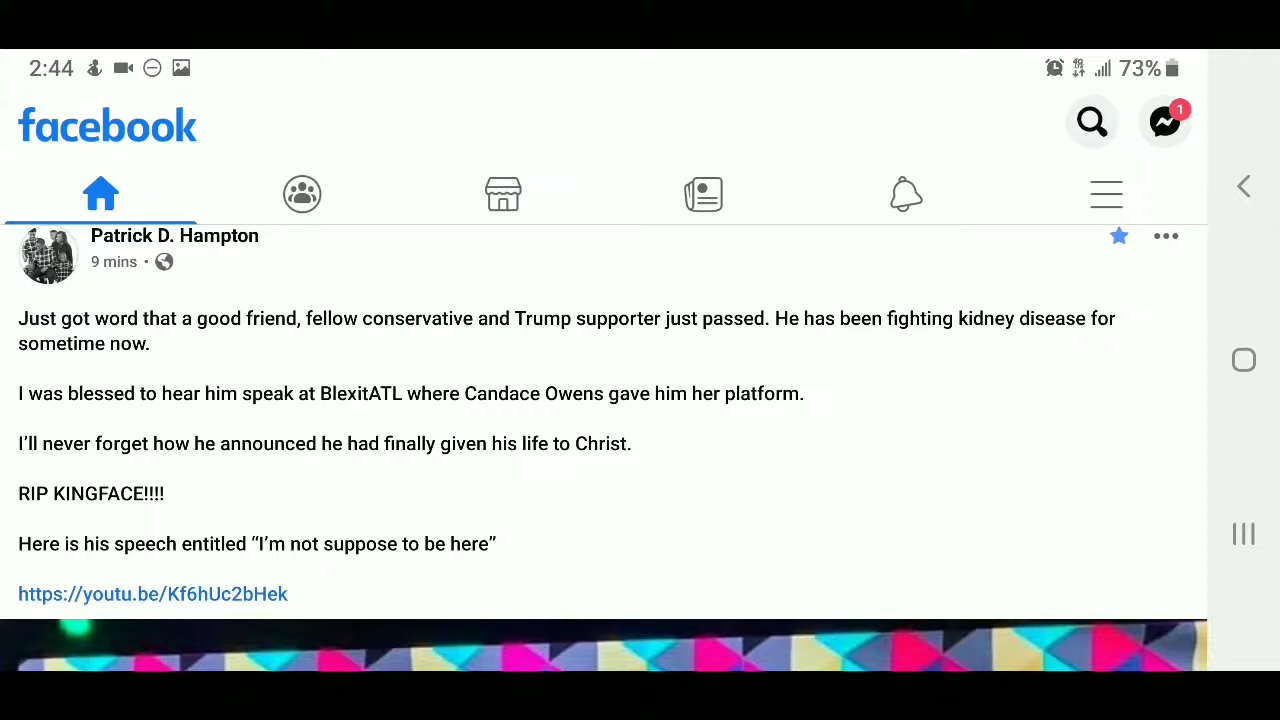 2:44 73%
facebook
1
Patrick D. Hampton
9 mins •
Just got word that a good friend, fellow conservative and Trump supporter just passed. He has been fighting kidney disease for
sometime now.
I was blessed to hear him speak at BlexitATL where Candace Owens gave him her platform.
I'll never forget how he announced he had finally given his life to Christ.
RIP KINGFACE!!!!
Here is his speech entitled “I'm not suppose to be here”
https://youtu.be/Kf6hUc2bHek